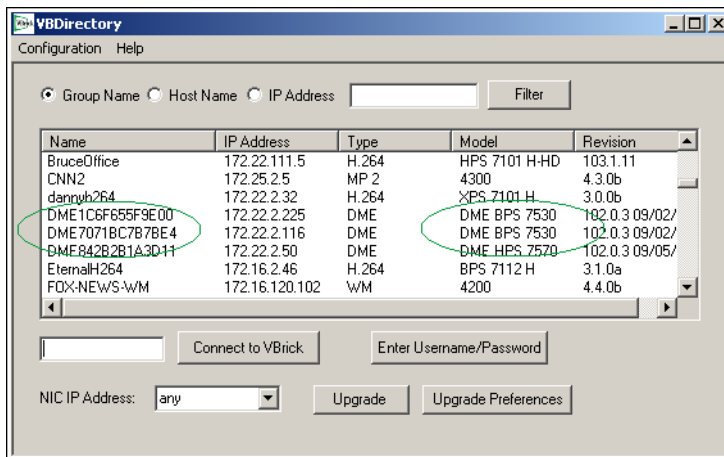 VBrick VBDirectory
Configuration Help
Group Name Host Name IP Address Filter
Name IP Address Type Model Revision
BruceOffice 172.22.111.5 H.264 HPS 7101 H-HD 103.1.11
CNN2 172.25.2.5 MP 2 4300 4.3.0b
dannyh264 172.22.2.32 H.264 XPS 7101 H 3.0.0b
DME1C6F655F9E00 172.22.2.225 DME DME BPS 7530 102.0.3 09/02/
DME7071BC7B7BE4 172.22.2.116 DME DME BPS 7530 102.0.3 09/02/
DME842B2B1A3D11 172.22.2.50 DME DME HPS 7570 102.0.3 09/05/
EternalH264 172.16.2.46 H.264 BPS 7112 H 3.1.0a
FOX-NEWS-WM 172.16.120.102 WM 4200 4.4.0b
Connect to VBrick Enter Username/Password
NIC IP Address: any Upgrade Upgrade Preferences